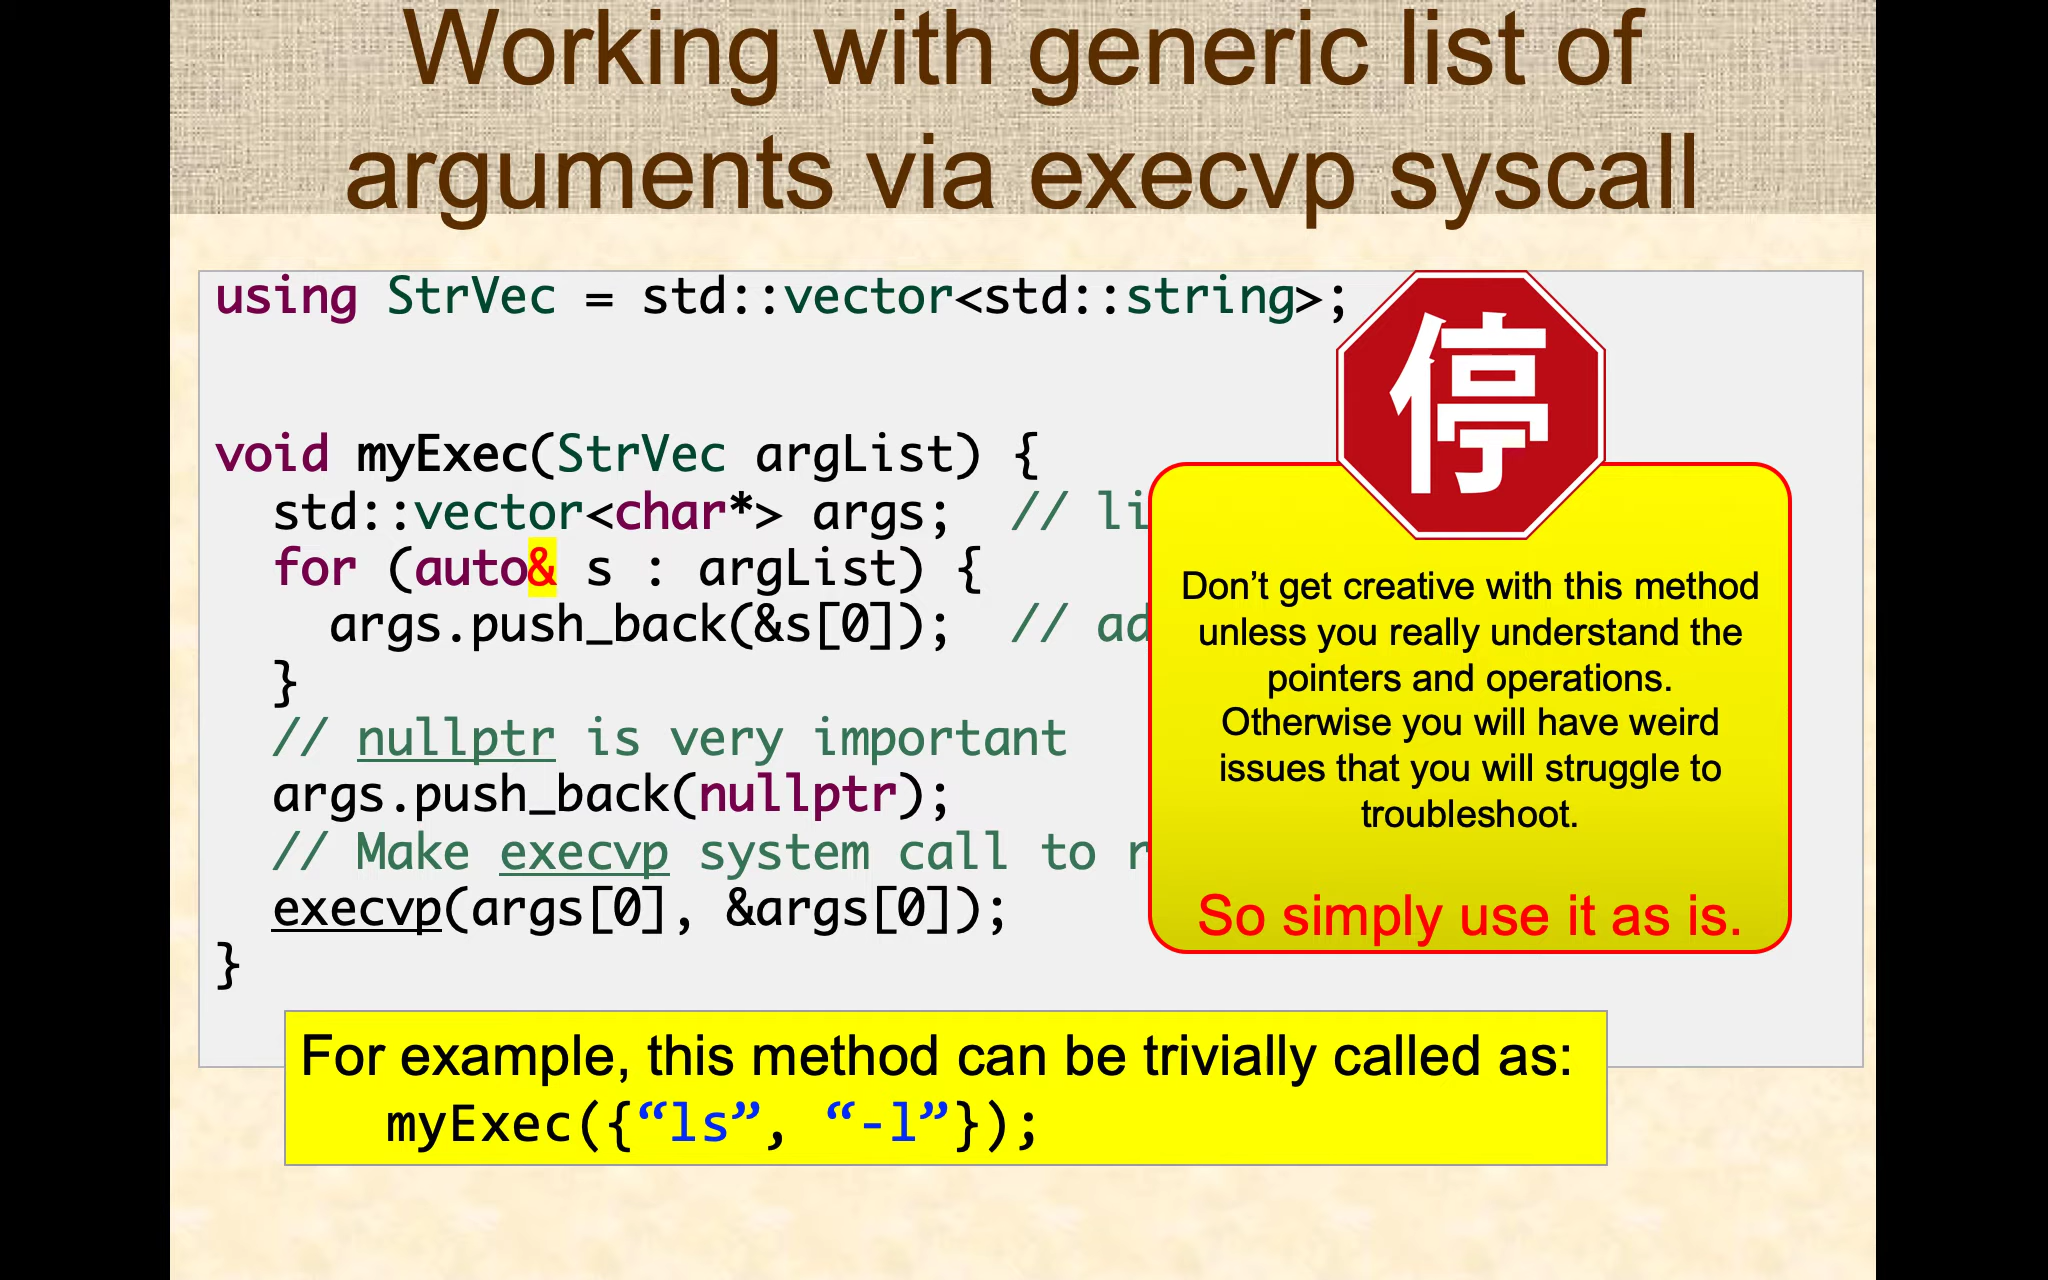 Working with generic list of
arguments via execvp syscall
using StrVec = std::vector<std::string>;
停
void myExec(StrVec argList) {
std::vector<char*> args; // li
for (auto& s : argList) {
args.push_back(&s[0]); // ad
}
// nullptr is very important
args.push_back(nullptr);
// Make execvp system call to r
execvp(args[0], &args[0]);
}
Don’t get creative with this method
unless you really understand the
pointers and operations.
Otherwise you will have weird
issues that you will struggle to
troubleshoot.
So simply use it as is.
For example, this method can be trivially called as:
myExec({“ls”, “-l”});